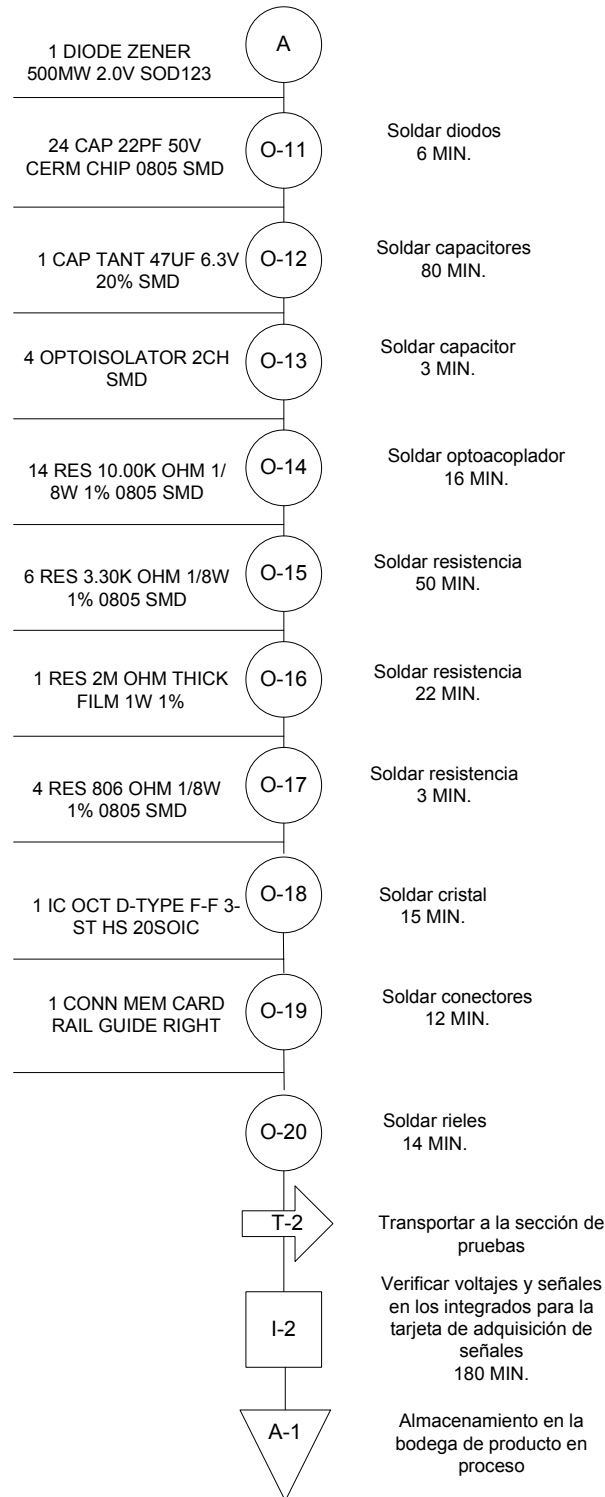 A
1 DIODE ZENER
500MW 2.0V SOD123
24 CAP 22PF 50V
CERM CHIP 0805 SMD
O-11
Soldar diodos
6 MIN.
1 CAP TANT 47UF 6.3V
20% SMD
O-12
Soldar capacitores
80 MIN.
4 OPTOISOLATOR 2CH
SMD
O-13
Soldar capacitor
3 MIN.
14 RES 10.00K OHM 1/
8W 1% 0805 SMD
O-14
Soldar optoacoplador
16 MIN.
6 RES 3.30K OHM 1/8W
1% 0805 SMD
O-15
Soldar resistencia
50 MIN.
1 RES 2M OHM THICK
FILM 1W 1%
O-16
Soldar resistencia
22 MIN.
4 RES 806 OHM 1/8W
1% 0805 SMD
O-17
Soldar resistencia
3 MIN.
1 IC OCT D-TYPE F-F 3-
ST HS 20SOIC
O-18
Soldar cristal
15 MIN.
1 CONN MEM CARD
RAIL GUIDE RIGHT
O-19
Soldar conectores
12 MIN.
O-20
Soldar rieles
14 MIN.
T-2
Transportar a la sección de
pruebas
I-2
Verificar voltajes y señales
en los integrados para la
tarjeta de adquisición de
señales
180 MIN.
A-1
Almacenamiento en la
bodega de producto en
proceso